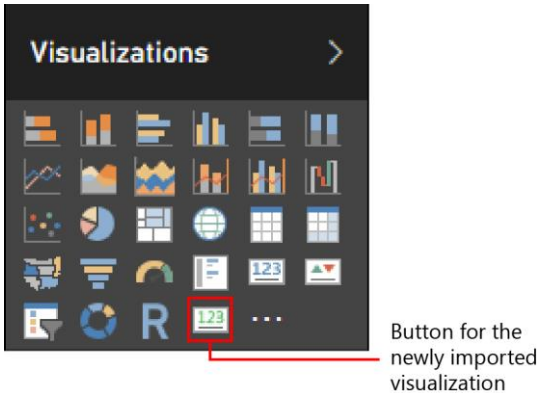 Visualizations
123
R
123
Button for the
newly imported
visualization